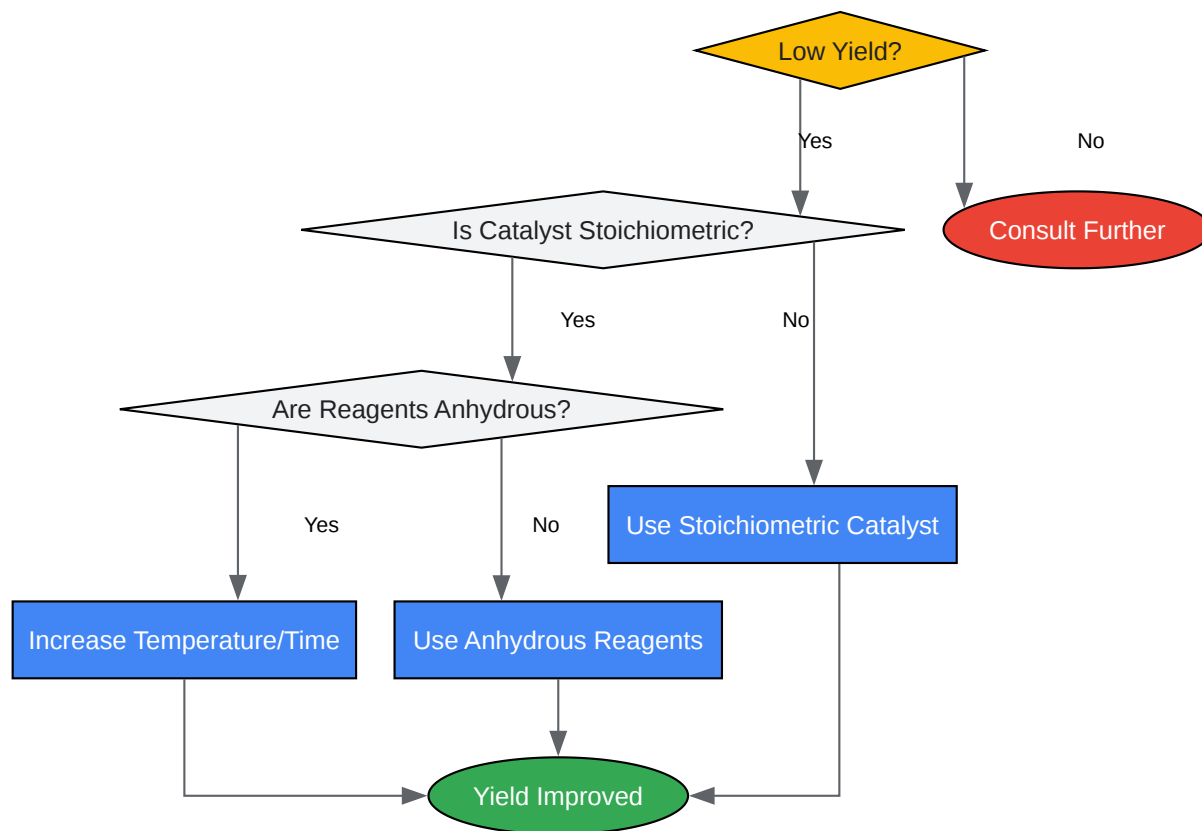 Low Yield?
Yes
No
Is Catalyst Stoichiometric?
Consult Further
Yes
No
Are Reagents Anhydrous?
Yes
No
Use Stoichiometric Catalyst
Increase Temperature/Time
Use Anhydrous Reagents
Yield Improved